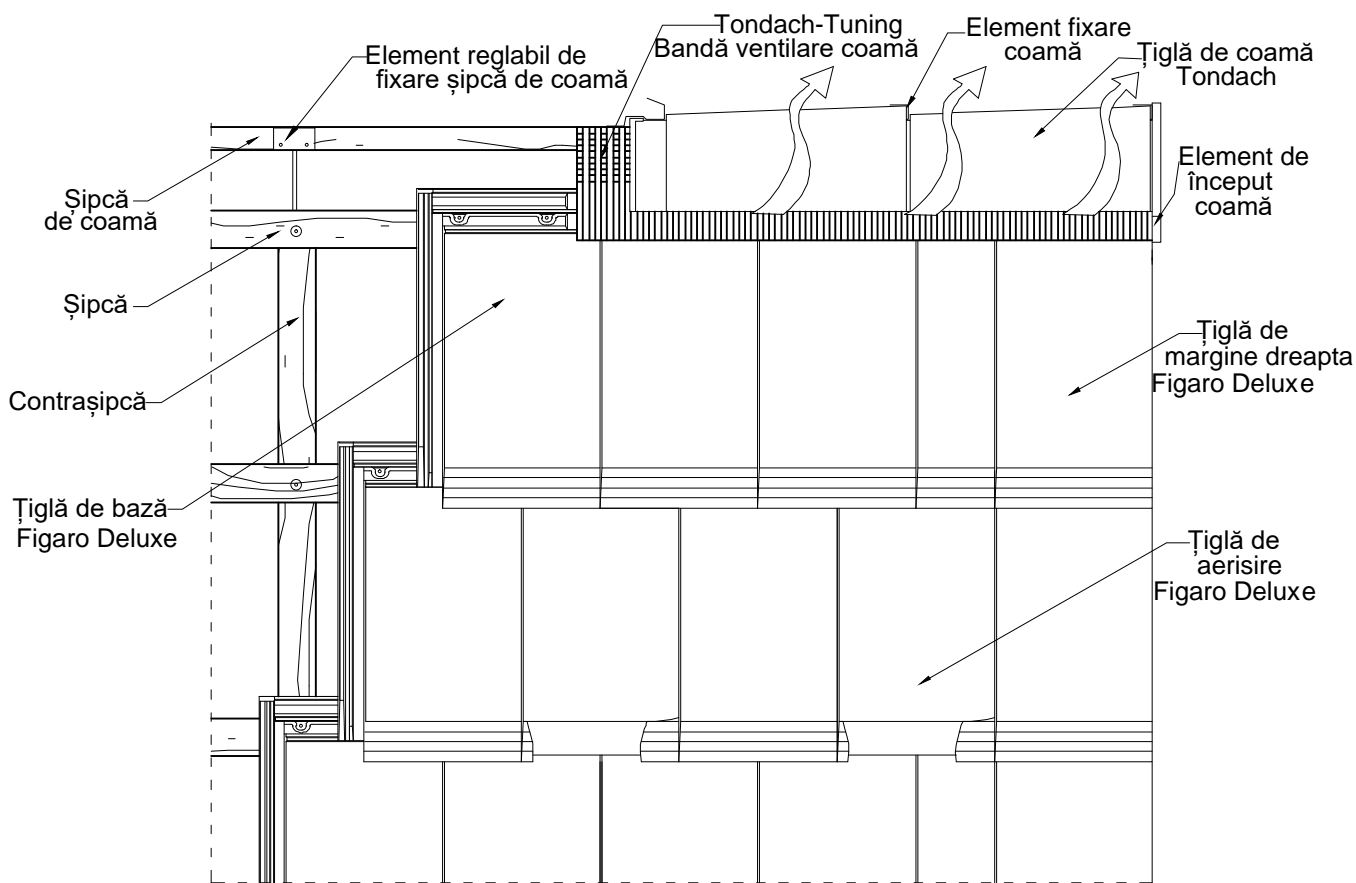 Element reglabil de
fixare șipcă de coamă
Tondach-Tuning
Bandă ventilare coamă
Element fixare
coamă
Țiglă de coamă
Tondach
Element de
început
coamă
Șipcă
de coamă
Șipcă
Contrașipcă
Țiglă de bază
Figaro Deluxe
Țiglă de
margine dreapta
Figaro Deluxe
Țiglă de
aerisire
Figaro Deluxe